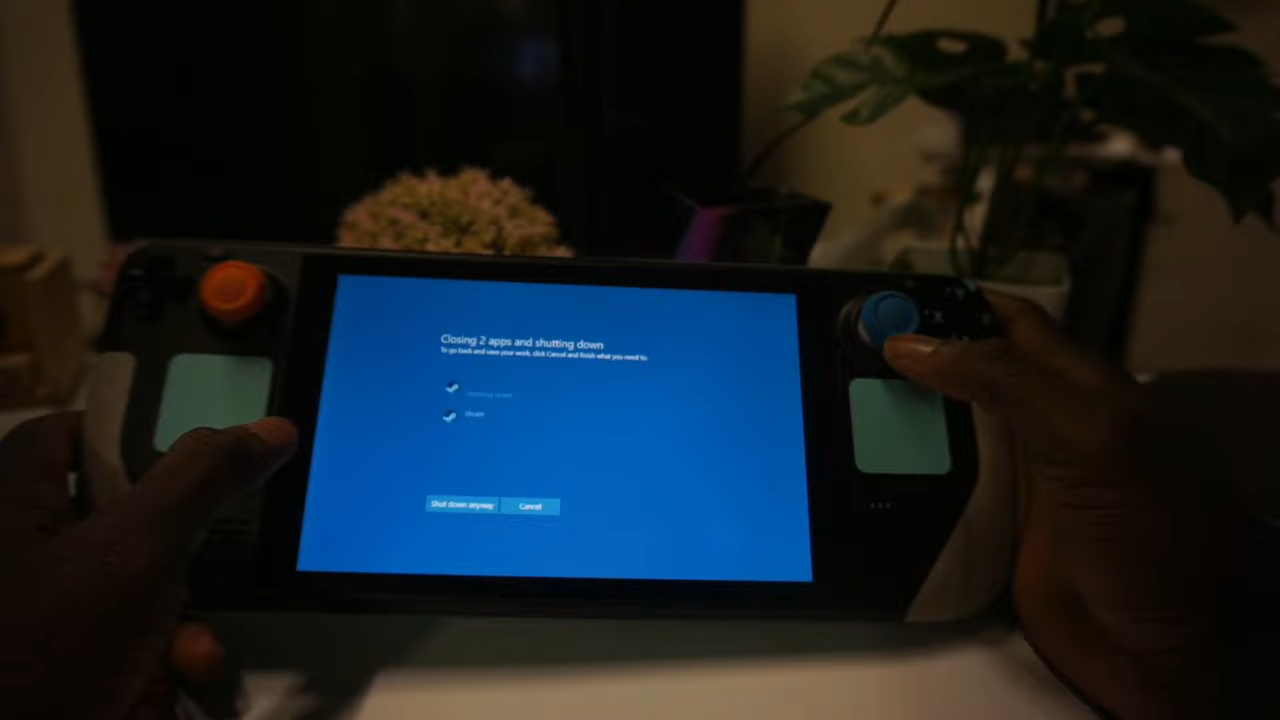 Closing 2 apps and shutting down
To go back and save your work, click Cancel and finish what you need to.
Steam
Shut down anyway
Cancel
X